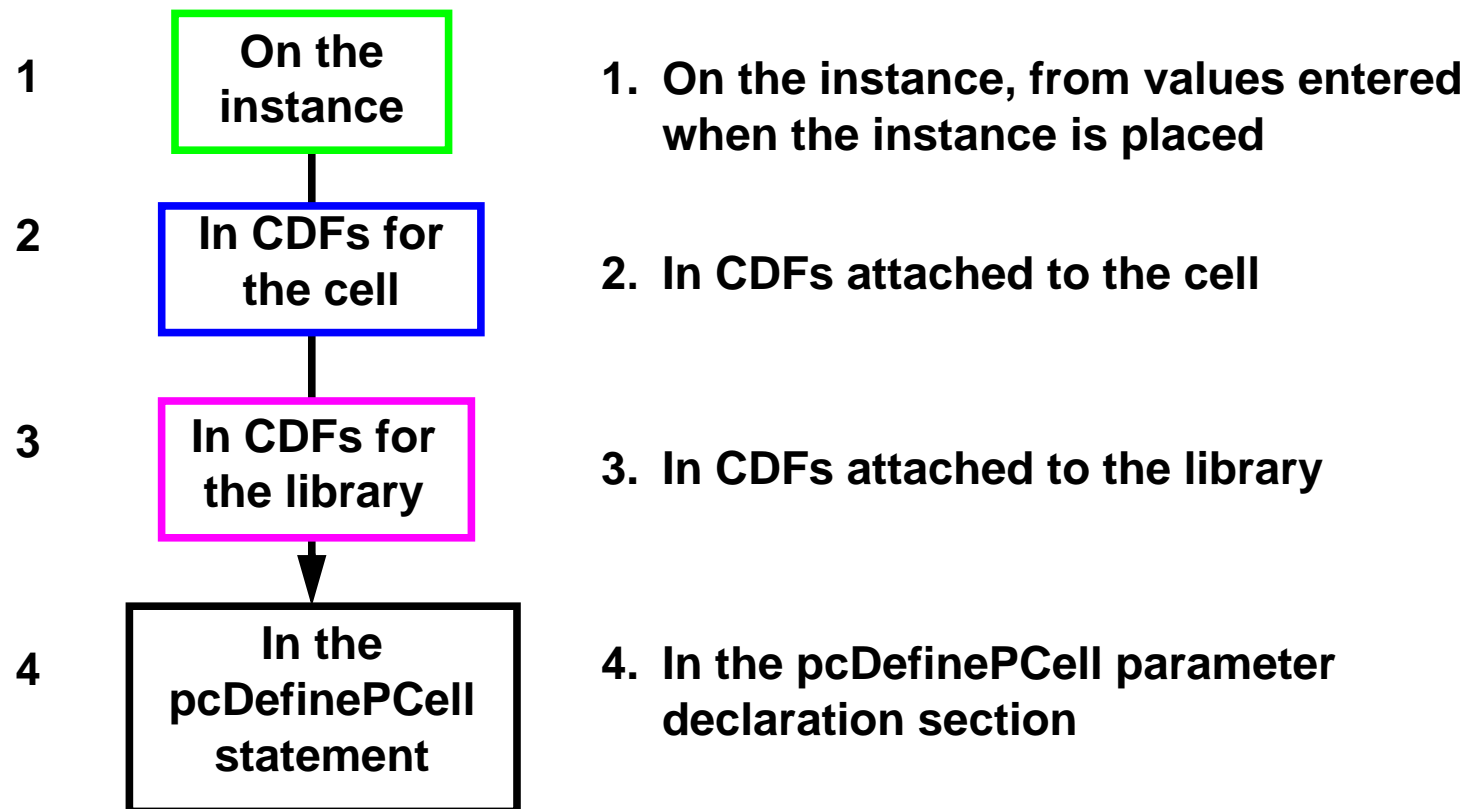 1
On the
instance
1. On the instance, from values entered
when the instance is placed
2
In CDFs for
the cell
2. In CDFs attached to the cell
3
In CDFs for
the library
3. In CDFs attached to the library
4
In the
pcDefinePCell
statement
4. In the pcDefinePCell parameter
declaration section